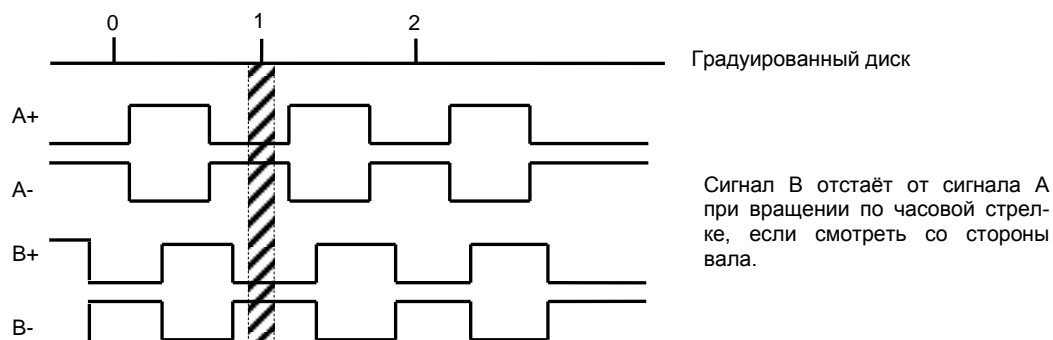 0 1 2
Градуированный диск
A+
A-
B+
B-
Сигнал В отстаёт от сигнала А
при вращении по часовой стрел-
ке, если смотреть со стороны
вала.